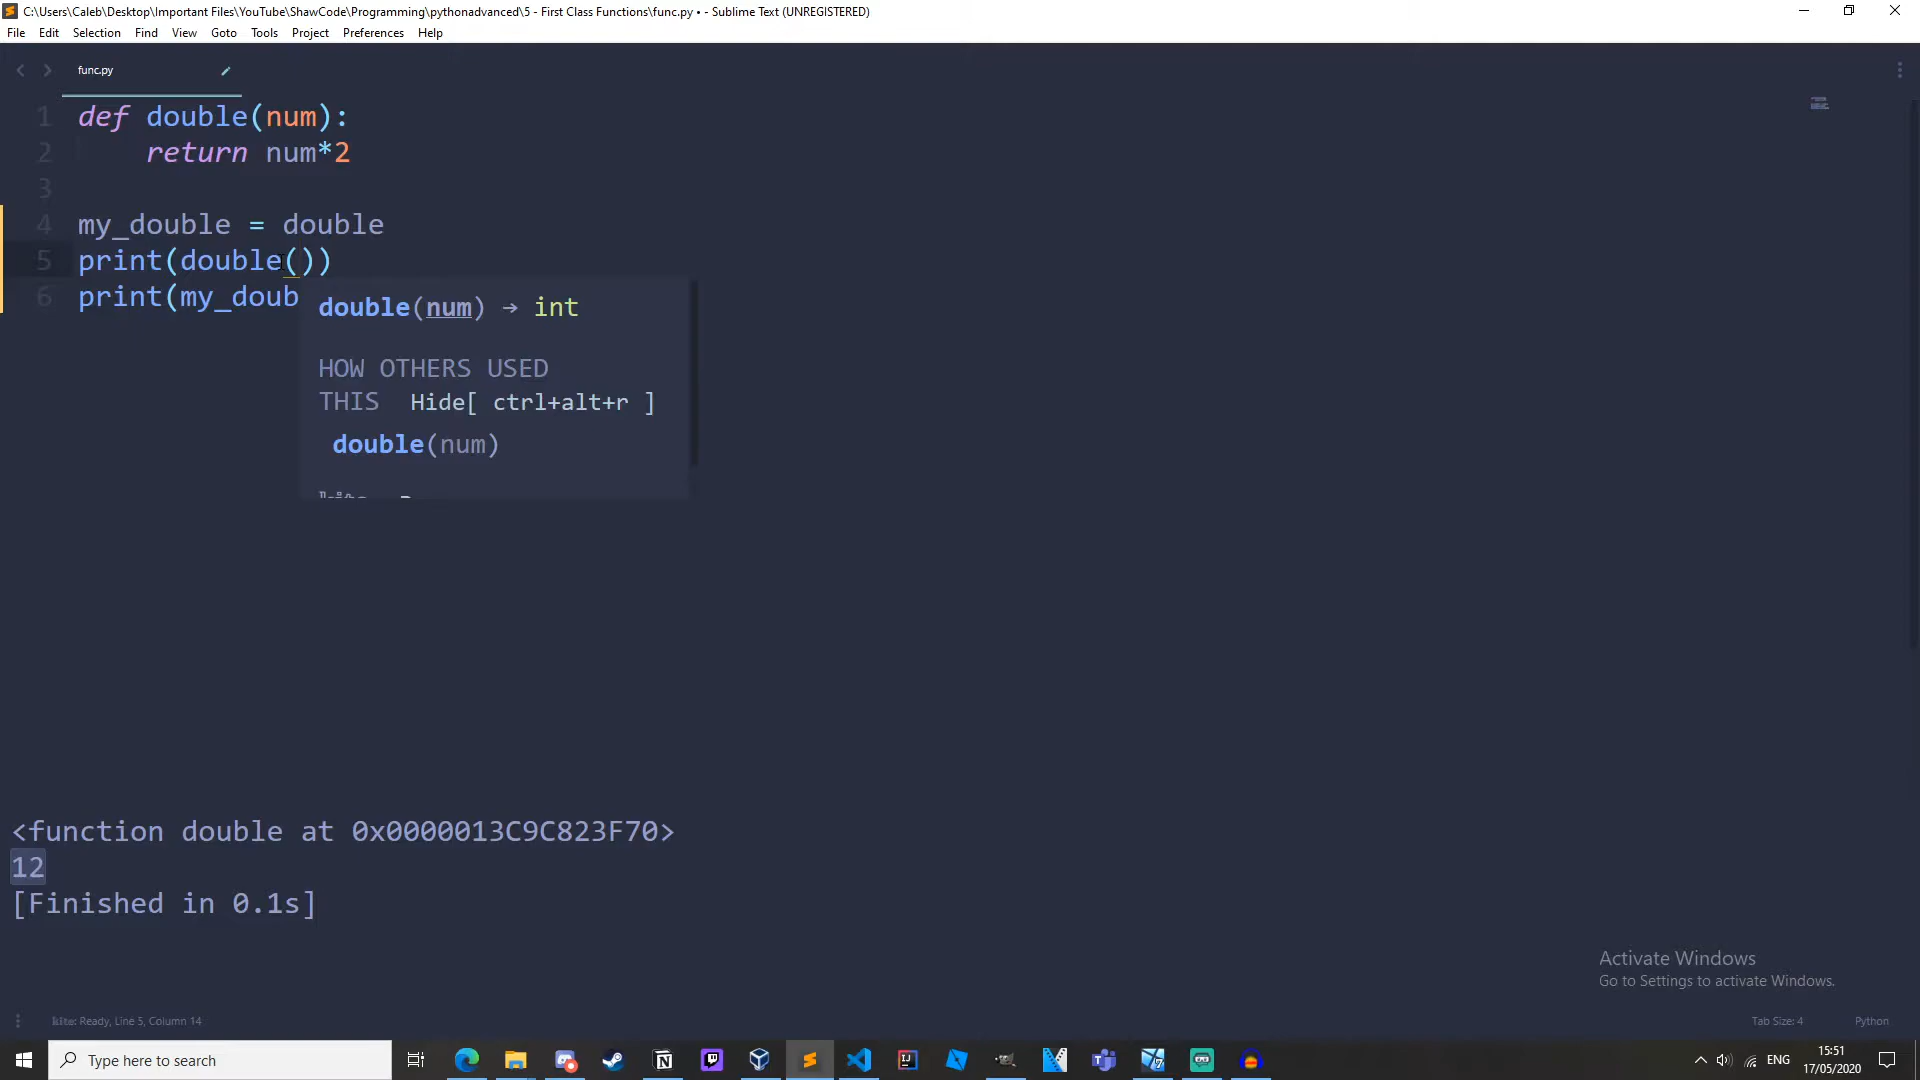 C:\Users\Caleb\Desktop\Important Files\YouTube\ShawCode\Programming\pythonadvanced\5 - First Class Functions\func.py • - Sublime Text (UNREGISTERED)
File Edit Selection Find View Goto Tools Project Preferences Help
func.py
1 def double(num):
2 return num*2
3
4 my_double = double
5 print(double())
6 print(my_doub
double(num) → int
HOW OTHERS USED
THIS Hide[ ctrl+alt+r ]
double(num)
<function double at 0x0000013C9C823F70>
12
[Finished in 0.1s]
Activate Windows
Go to Settings to activate Windows.
kite: Ready, Line 5, Column 14
Tab Size: 4 Python
Type here to search
ENG
15:51
17/05/2020